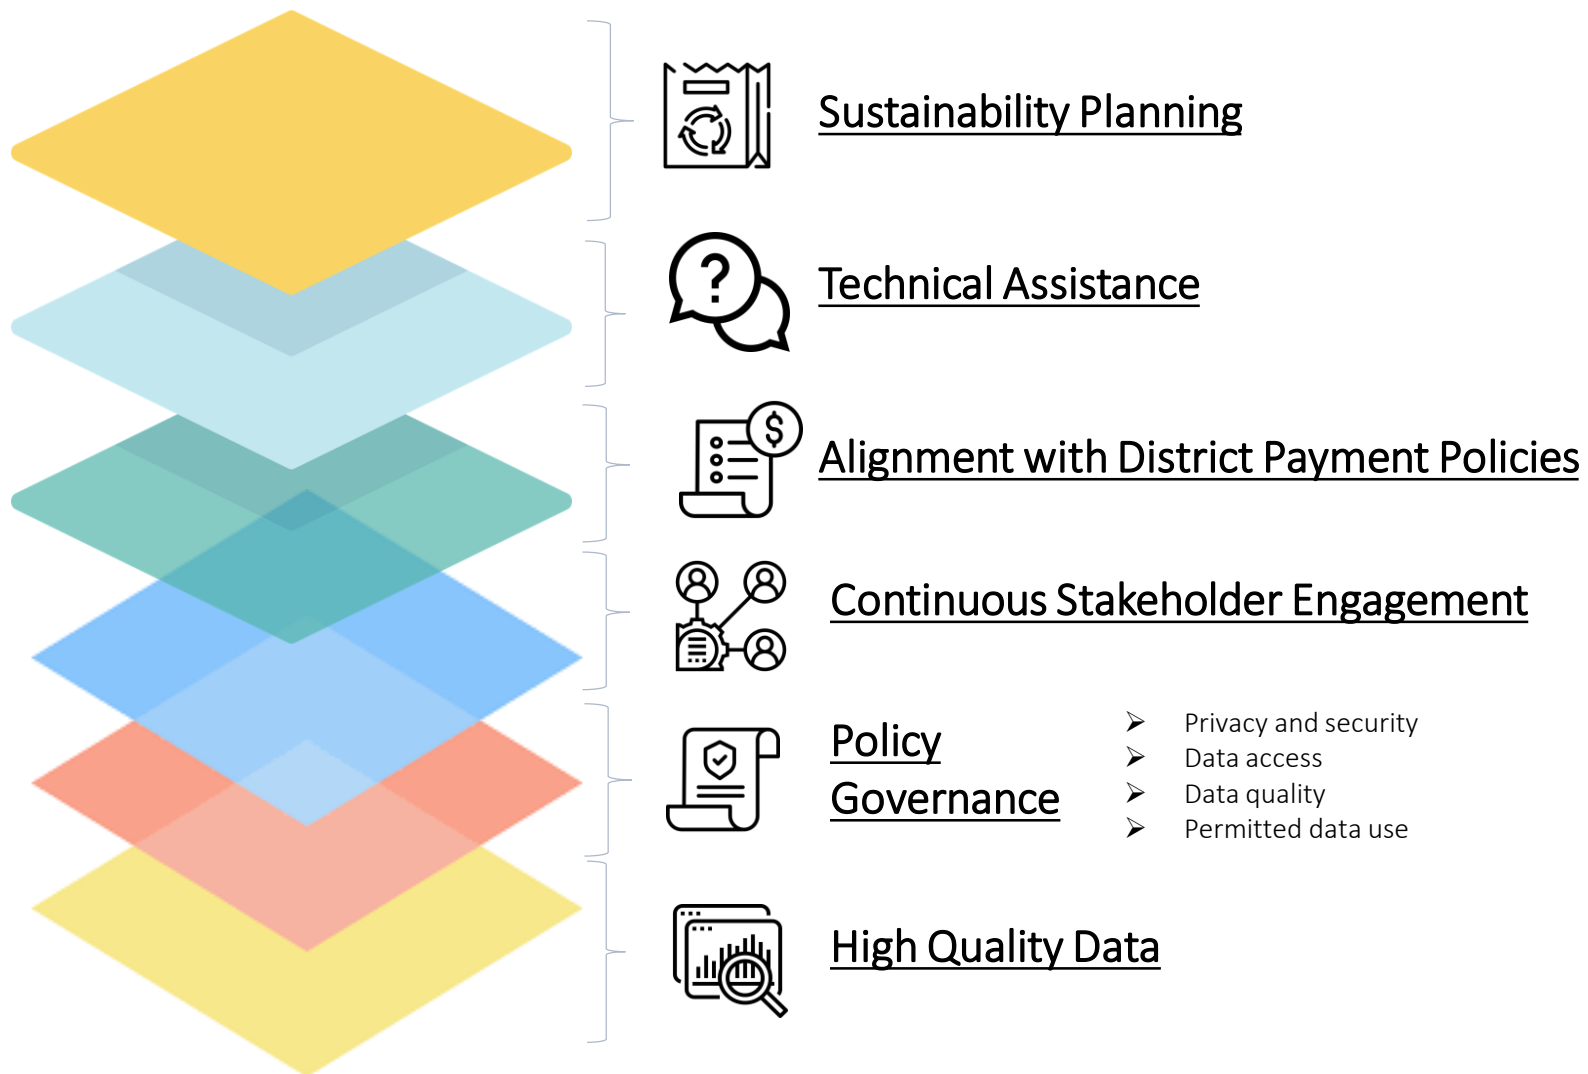 Sustainability Planning
?
Technical Assistance
$
Alignment with District Payment Policies
Continuous Stakeholder Engagement
Policy
Governance
Privacy and security
Data access
Data quality
Permitted data use
High Quality Data